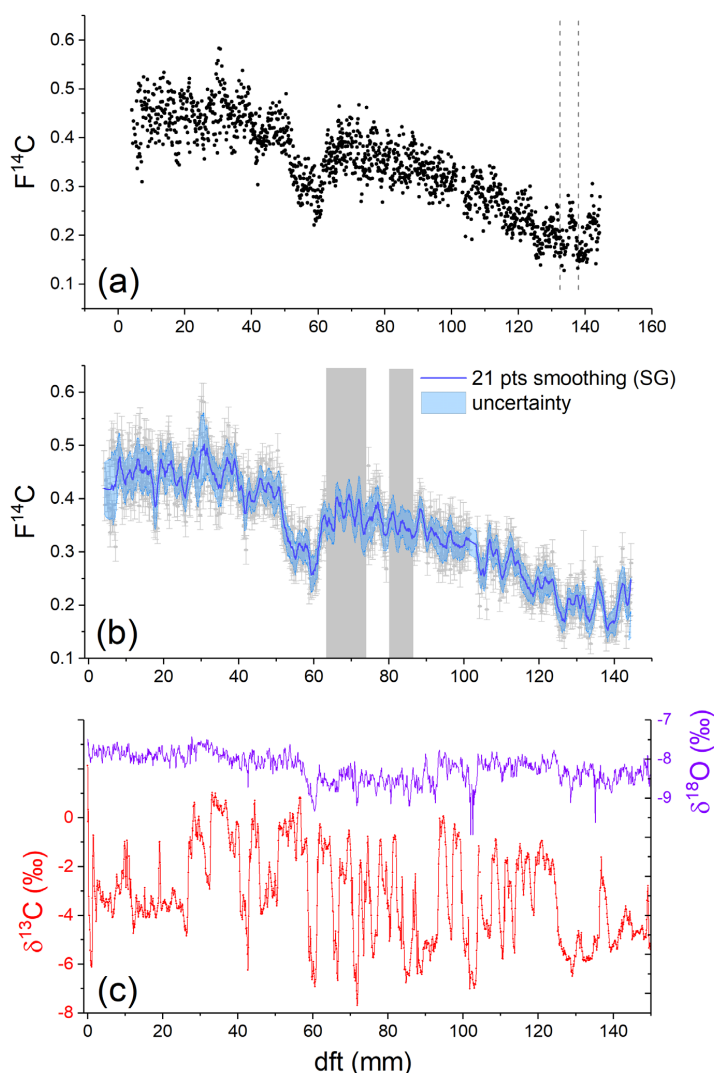 0.6
0.5
0.4
0.3
0.2
0.1
F¹⁴C
(a)
0 20 40 60 80 100 120 140 160
0.6
0.5
0.4
0.3
0.2
0.1
F¹⁴C
21 pts smoothing (SG)
uncertainty
(b)
0 20 40 60 80 100 120 140
-7
-8
-9
δ¹⁸O (‰)
0
-2
-4
-6
-8
δ¹³C (‰)
(c)
0 20 40 60 80 100 120 140
dft (mm)